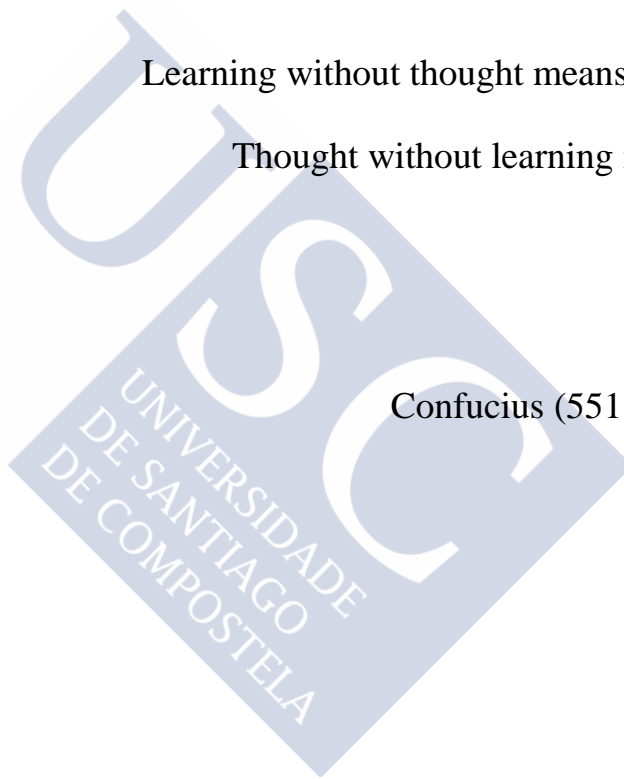 Learning without thought means
Thought without learning
Confucius (551
USC
UNIVERSIDADE
DE SANTIAGO
DE COMPOSTELA